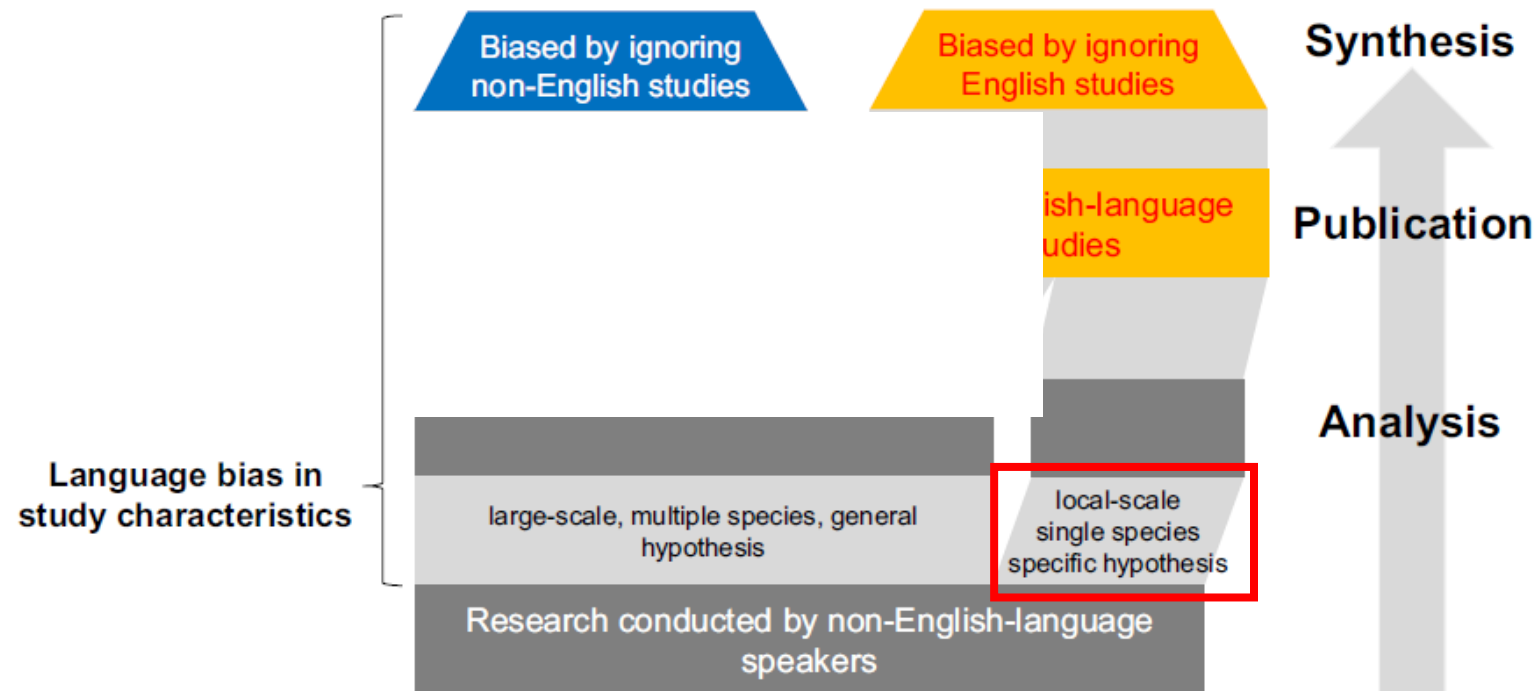 Biased by ignoring
non-English studies
Biased by ignoring
English studies
Synthesis
ish-language
udies
Publication
Analysis
Language bias in
study characteristics
large-scale, multiple species, general
hypothesis
local-scale
single species
specific hypothesis
Research conducted by non-English-language
speakers